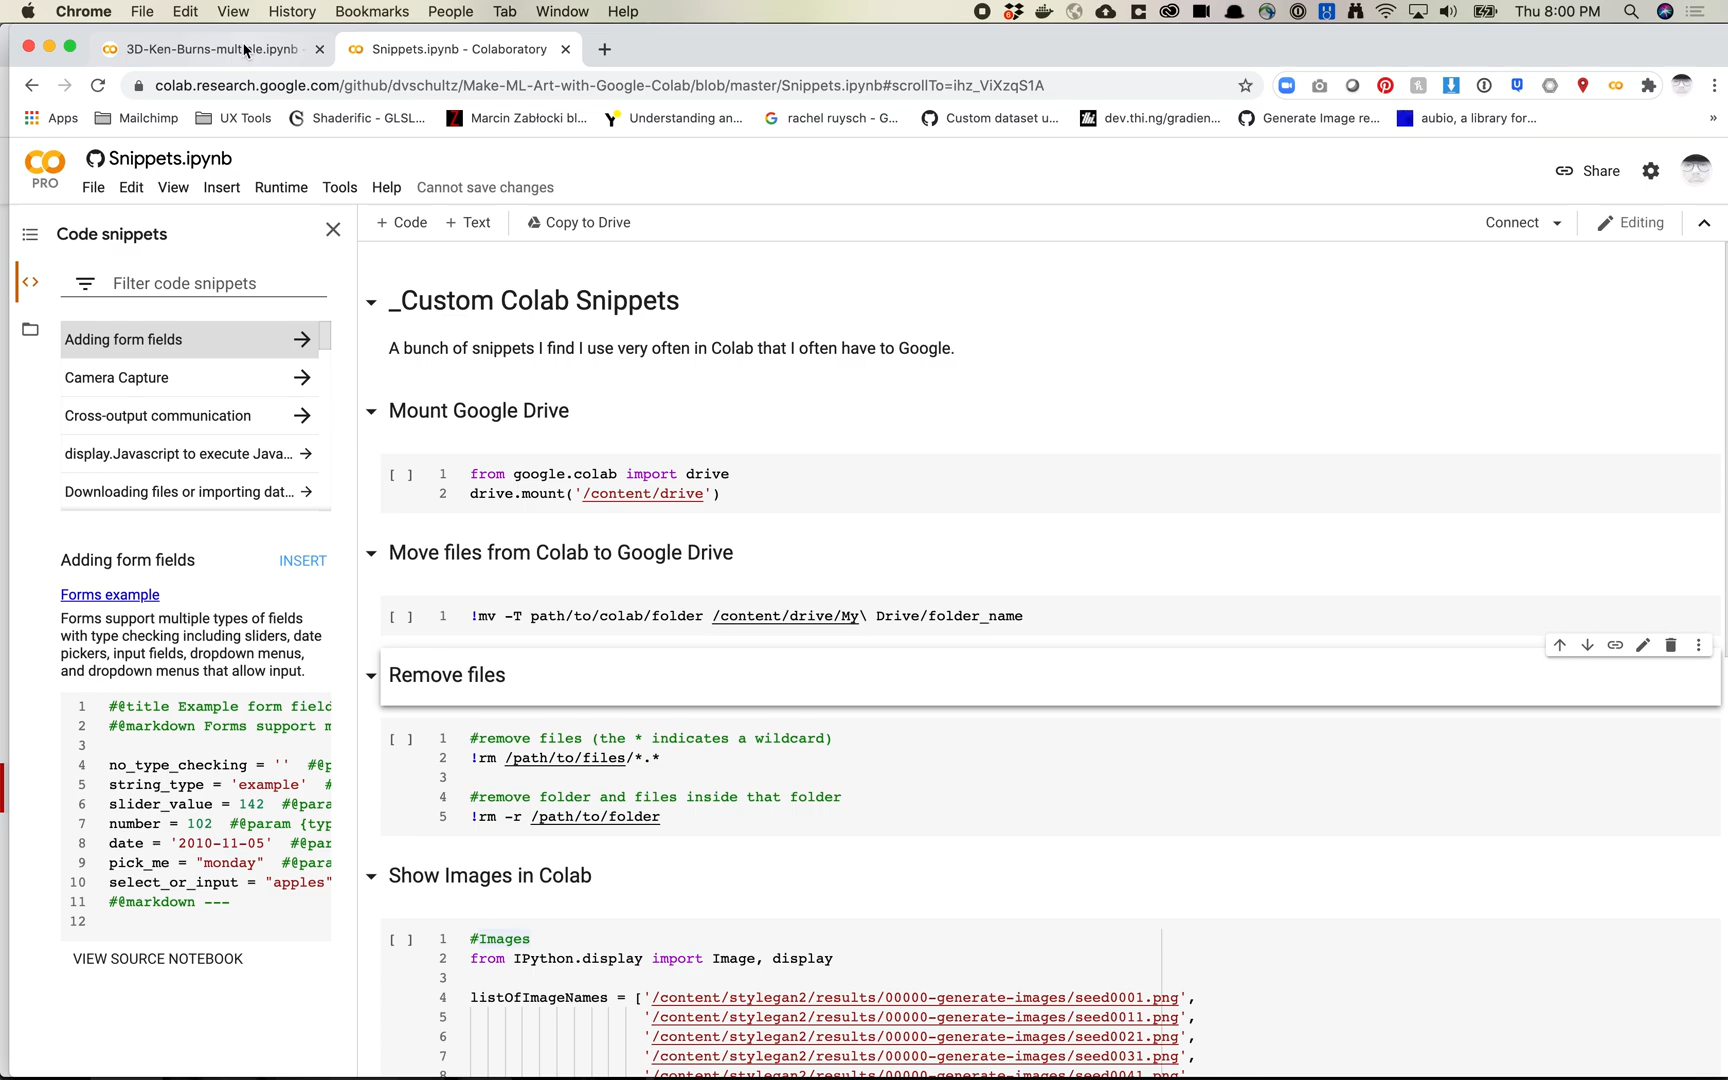 Chrome File Edit View History Bookmarks People Tab Window Help Thu 8:00 PM
3D-Ken-Burns-multiple.ipynb Snippets.ipynb - Colaboratory
colab.research.google.com/github/dvschultz/Make-ML-Art-with-Google-Colab/blob/master/Snippets.ipynb#scrollTo=ihz_ViXzqS1A
Apps Mailchimp UX Tools Shaderific - GLSL... Marcin Zabłocki bl... Understanding an... rachel ruysch - G... Custom dataset u... dev.thi.ng/gradien... Generate Image re... aubio, a library for... »
Snippets.ipynb
PRO
File Edit View Insert Runtime Tools Help Cannot save changes
Share
Code snippets
+ Code + Text Copy to Drive
Connect Editing
Filter code snippets
Adding form fields
Camera Capture
Cross-output communication
display.Javascript to execute Java...
Downloading files or importing dat...
Adding form fields INSERT
Forms example
Forms support multiple types of fields
with type checking including sliders, date
pickers, input fields, dropdown menus,
and dropdown menus that allow input.
1 #@title Example form field
2 #@markdown Forms support m
3
4 no_type_checking = '' #@p
5 string_type = 'example' #
6 slider_value = 142 #@para
7 number = 102 #@param {typ
8 date = '2010-11-05' #@par
9 pick_me = "monday" #@para
10 select_or_input = "apples"
11 #@markdown ---
12
VIEW SOURCE NOTEBOOK
_Custom Colab Snippets
A bunch of snippets I find I use very often in Colab that I often have to Google.
Mount Google Drive
[ ] 1 from google.colab import drive
2 drive.mount('/content/drive')
Move files from Colab to Google Drive
[ ] 1 !mv -T path/to/colab/folder /content/drive/My\ Drive/folder_name
Remove files
[ ] 1 #remove files (the * indicates a wildcard)
2 !rm /path/to/files/*.*
3
4 #remove folder and files inside that folder
5 !rm -r /path/to/folder
Show Images in Colab
[ ] 1 #Images
2 from IPython.display import Image, display
3
4 listOfImageNames = ['/content/stylegan2/results/00000-generate-images/seed0001.png',
5 '/content/stylegan2/results/00000-generate-images/seed0011.png',
6 '/content/stylegan2/results/00000-generate-images/seed0021.png',
7 '/content/stylegan2/results/00000-generate-images/seed0031.png',
8 '/content/stylegan2/results/00000-generate-images/seed0041.png',